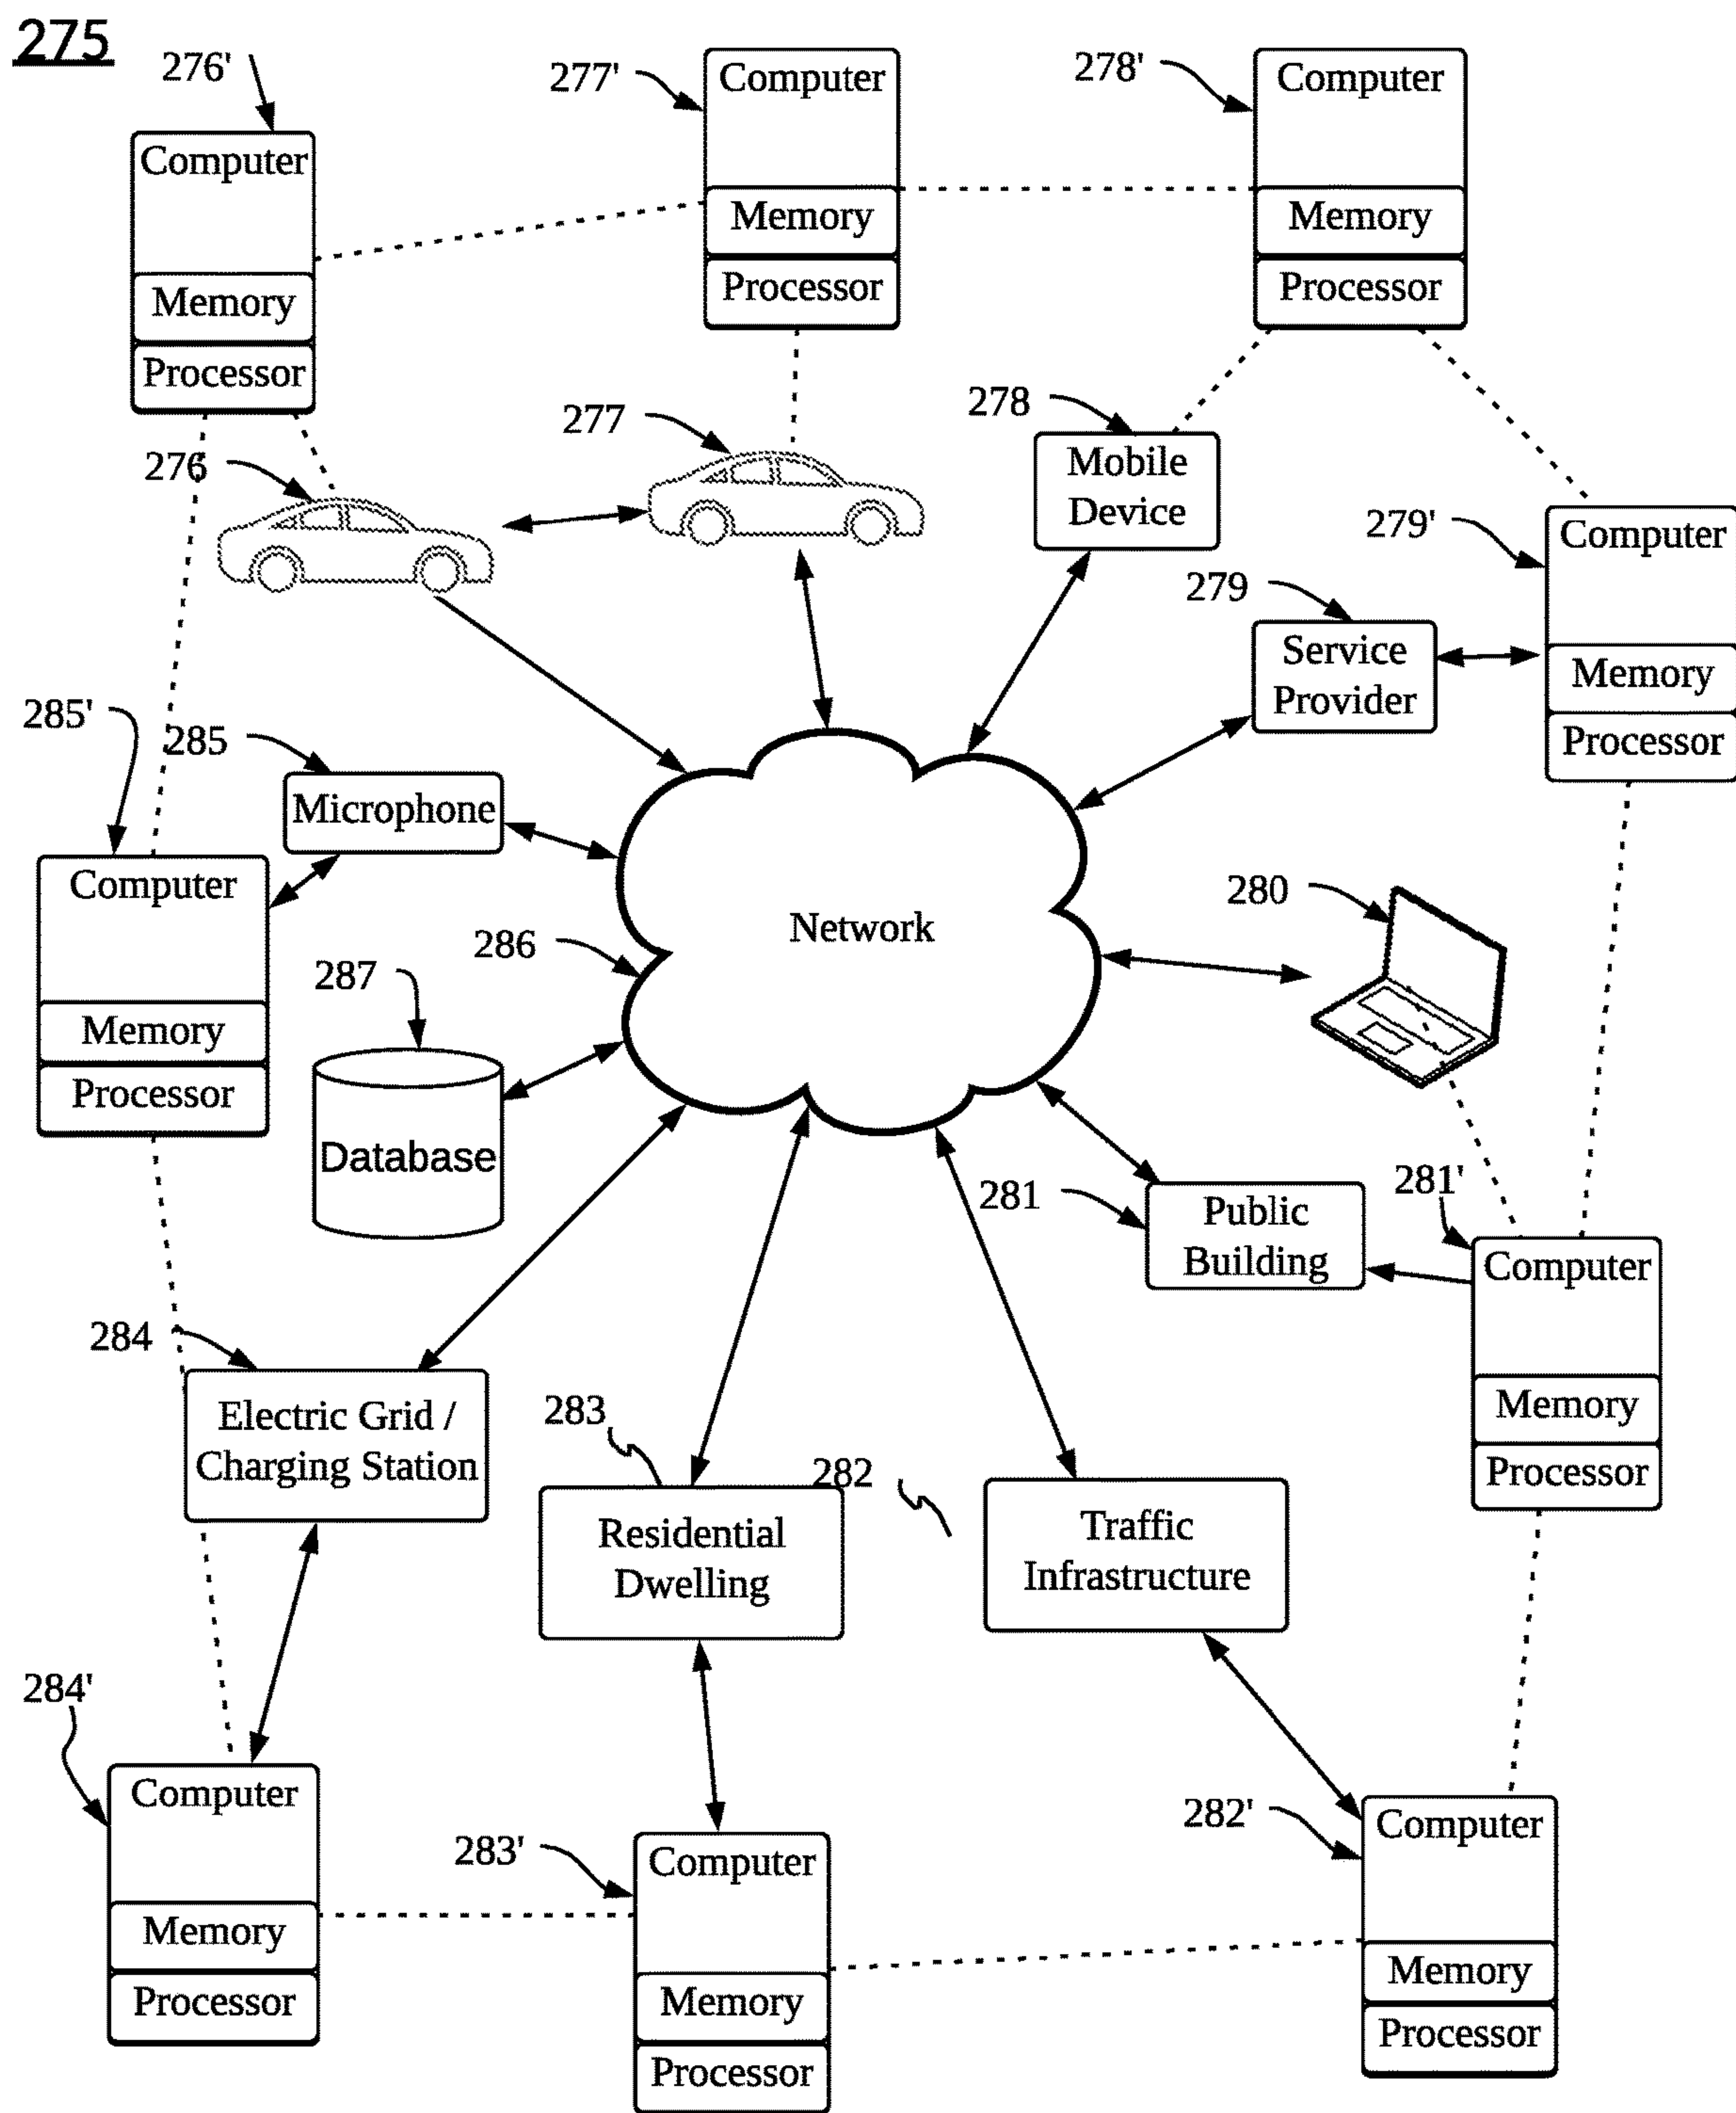 275
276'
277'
278'
Computer
Memory
Processor
Computer
Memory
Processor
Computer
Memory
Processor
276
277
278
Mobile
Device
279'
279
Service
Provider
Computer
Memory
Processor
285'
285
Microphone
Computer
Memory
Processor
286
Network
280
287
Database
281
Public
Building
281'
Computer
Memory
Processor
284
Electric Grid /
Charging Station
283
Residential
Dwelling
282
Traffic
Infrastructure
284'
Computer
Memory
Processor
283'
Computer
Memory
Processor
282'
Computer
Memory
Processor